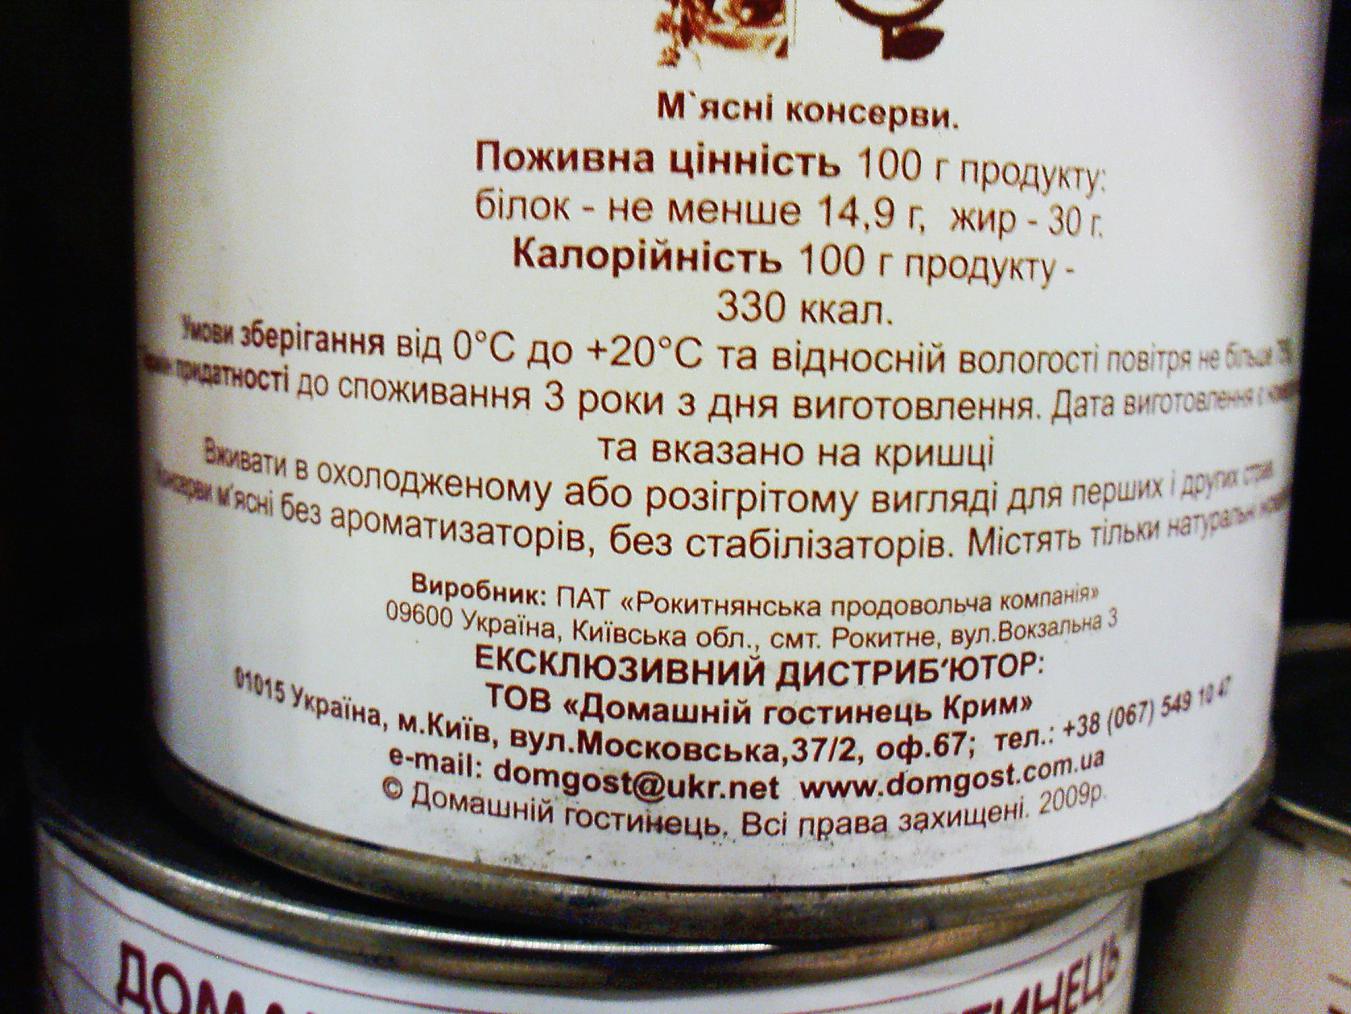 М`ясні консерви.
Поживна цінність 100 г продукту:
білок - не менше 14,9 г, жир - 30 г.
Калорійність 100 г продукту -
330 ккал.
Умови зберігання від 0°С до +20°С та відносній вологості повітря не більше
придатності до споживання 3 роки з дня виготовлення. Дата виготовлення є
та вказано на кришці
Вживати в охолодженому або розігрітому вигляді для перших і других страв.
Консерви м'ясні без ароматизаторів, без стабілізаторів. Містять тільки натуральні
Виробник: ПАТ «Рокитнянська продовольча компанія»
09600 Україна, Київська обл., смт. Рокитне, вул.Вокзальна 3
ЕКСКЛЮЗИВНИЙ ДИСТРИБ'ЮТОР:
ТОВ «Домашній гостинець Крим»
01015 Україна, м.Київ, вул.Московська,37/2, оф.67; тел.: +38 (067) 549 10 47
e-mail: domgost@ukr.net www.domgost.com.ua
© Домашній гостинець. Всі права захищені. 2009р.